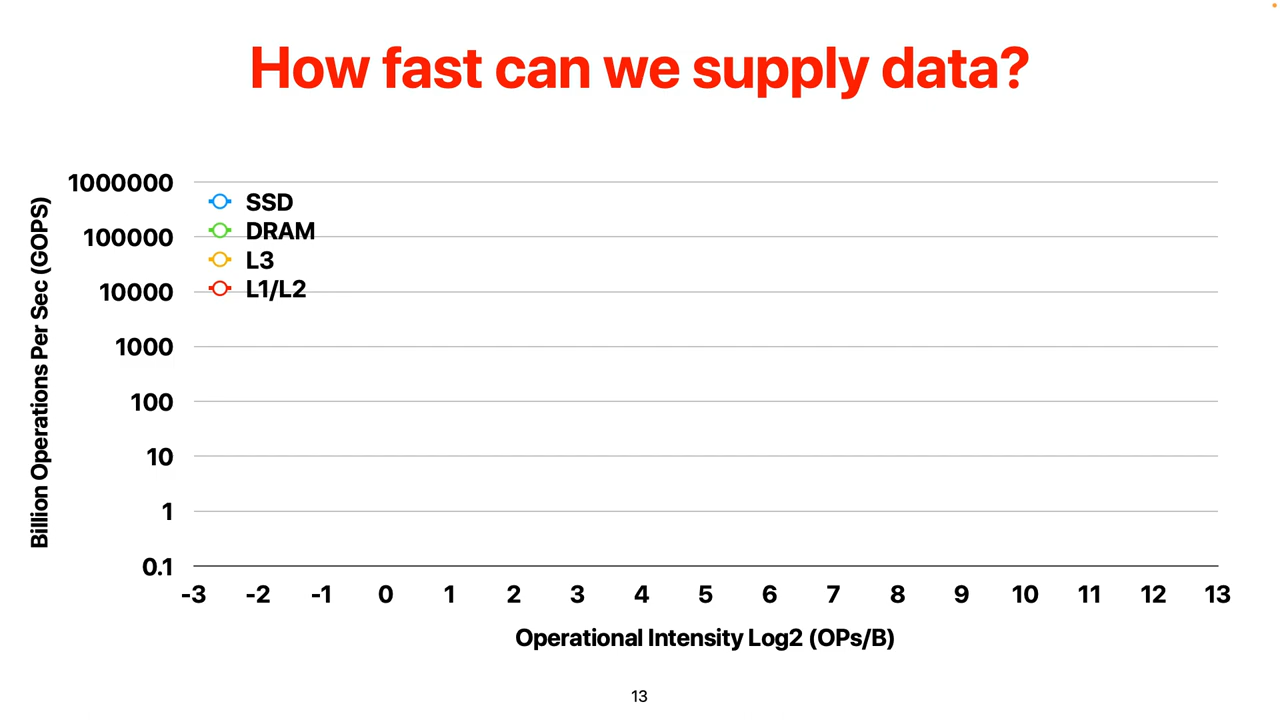 How fast can we supply data?
Billion Operations Per Sec (GOPS)
1000000
100000
10000
1000
100
10
1
0.1
SSD
DRAM
L3
L1/L2
-3 -2 -1 0 1 2 3 4 5 6 7 8 9 10 11 12 13
Operational Intensity Log2 (OPs/B)
13